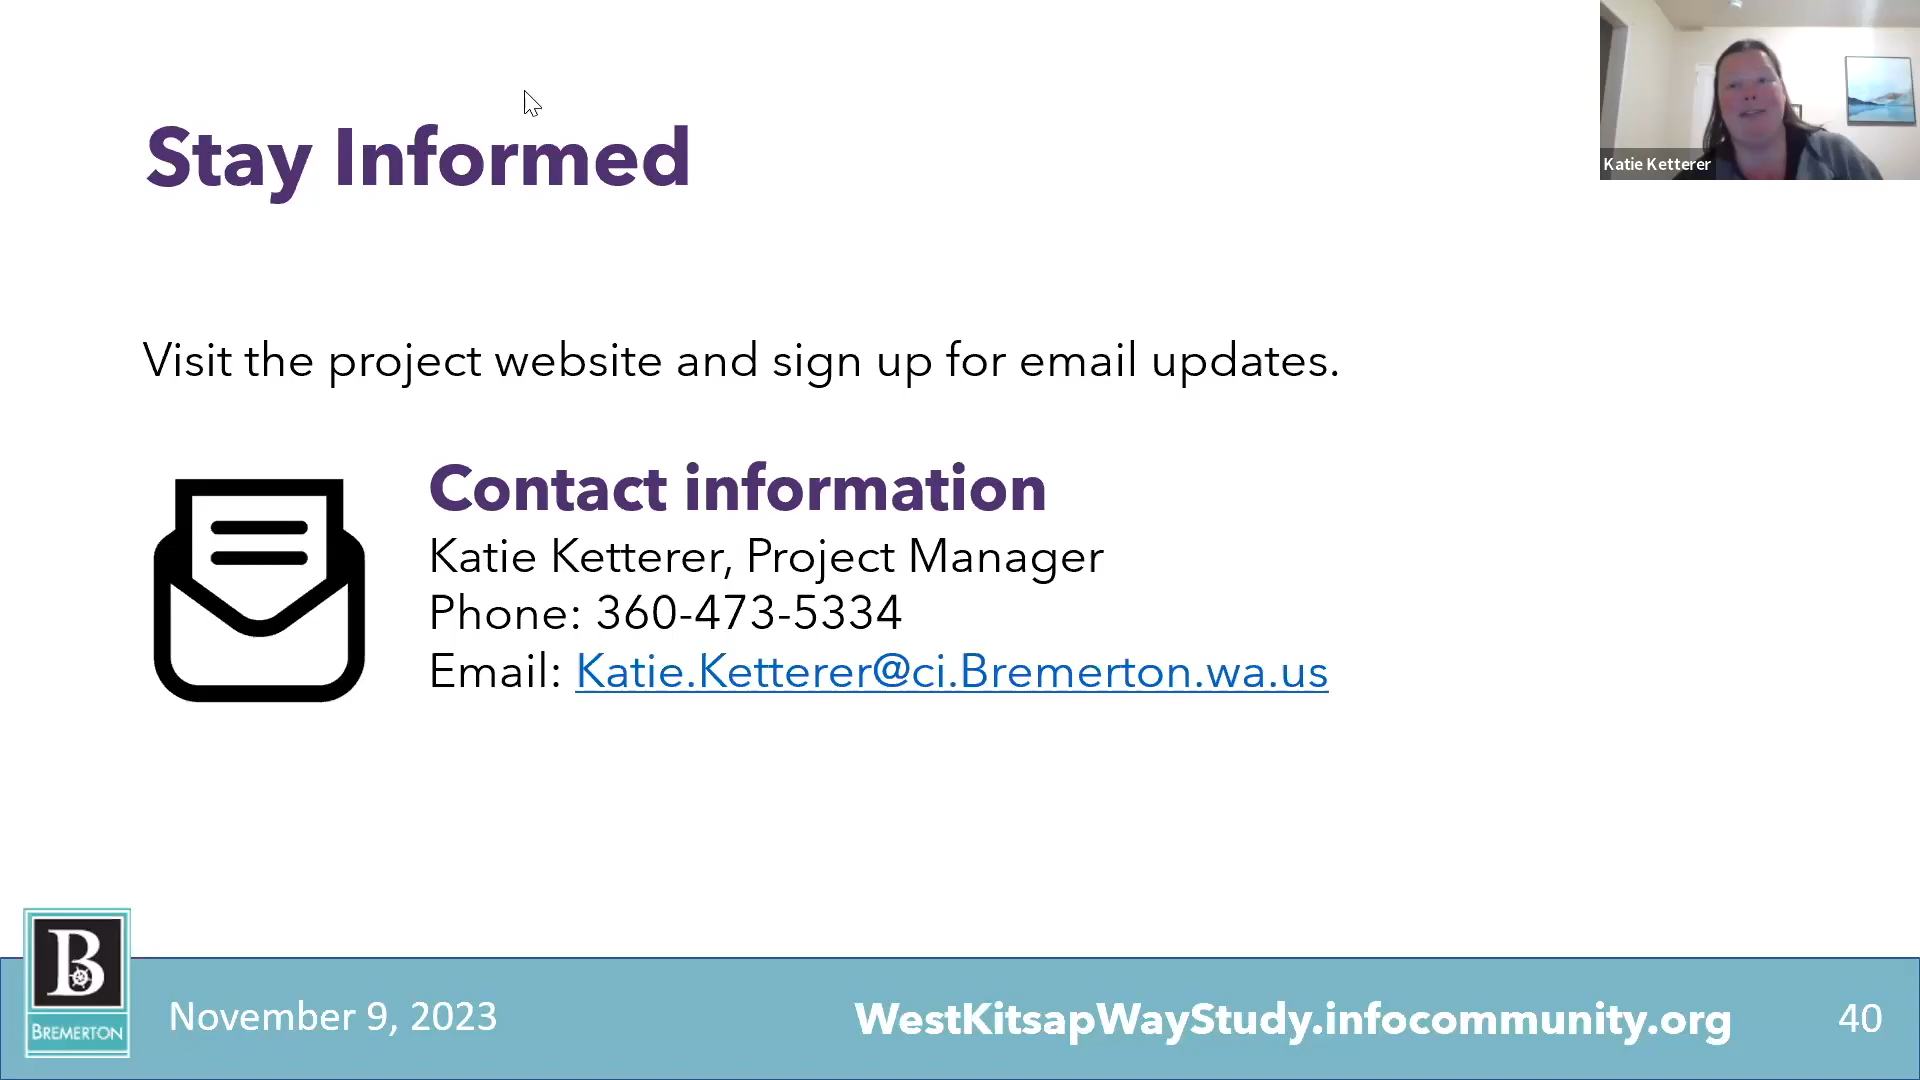 Stay Informed
Katie Ketterer
Visit the project website and sign up for email updates.
Contact information
Katie Ketterer, Project Manager
Phone: 360-473-5334
Email: Katie.Ketterer@ci.Bremerton.wa.us
B
BREMERTON
November 9, 2023
WestKitsapWayStudy.infocommunity.org
40